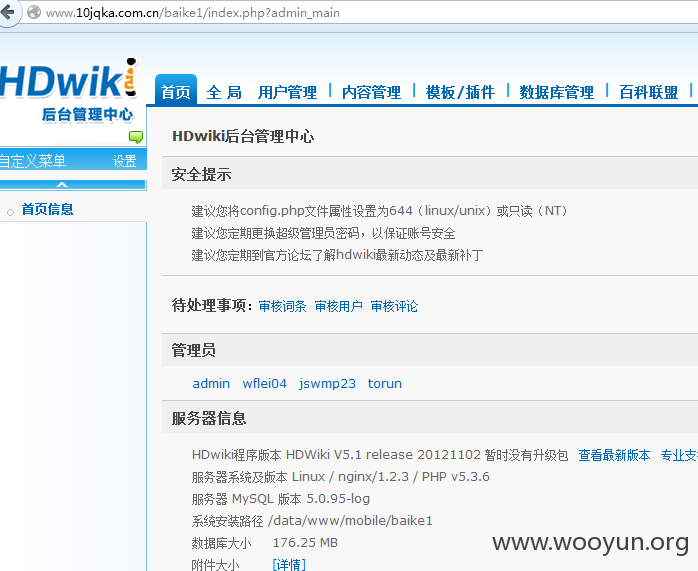 www.10jqka.com.cn/baike1/index.php?admin_main
HDwiki
后台管理中心
首页 全局 用户管理 内容管理 模板/插件 数据库管理 百科联盟
自定义菜单 设置
首页信息
HDwiki后台管理中心
安全提示
建议您将config.php文件属性设置为644（linux/unix）或只读（NT）
建议您定期更换超级管理员密码，以保证账号安全
建议您定期到官方论坛了解hdwiki最新动态及最新补丁
待处理事项：审核词条 审核用户 审核评论
管理员
admin wflei04 jswmp23 torun
服务器信息
HDwiki程序版本 HDWiki V5.1 release 20121102 暂时没有升级包 查看最新版本 专业支
服务器系统及版本 Linux / nginx/1.2.3 / PHP v5.3.6
服务器 MySQL 版本 5.0.95-log
系统安装路径 /data/www/mobile/baike1
数据库大小 176.25 MB
附件大小 [详情]
www.wooyun.org